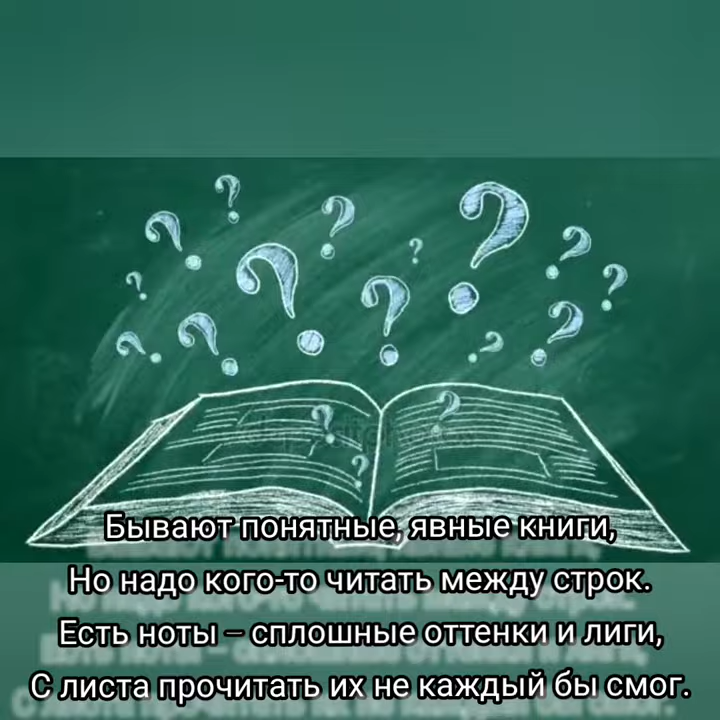 Бывают понятные, явные книги,
Но надо кого-то читать между строк.
Есть ноты – сплошные оттенки и лиги,
С листа прочитать их не каждый бы смог.